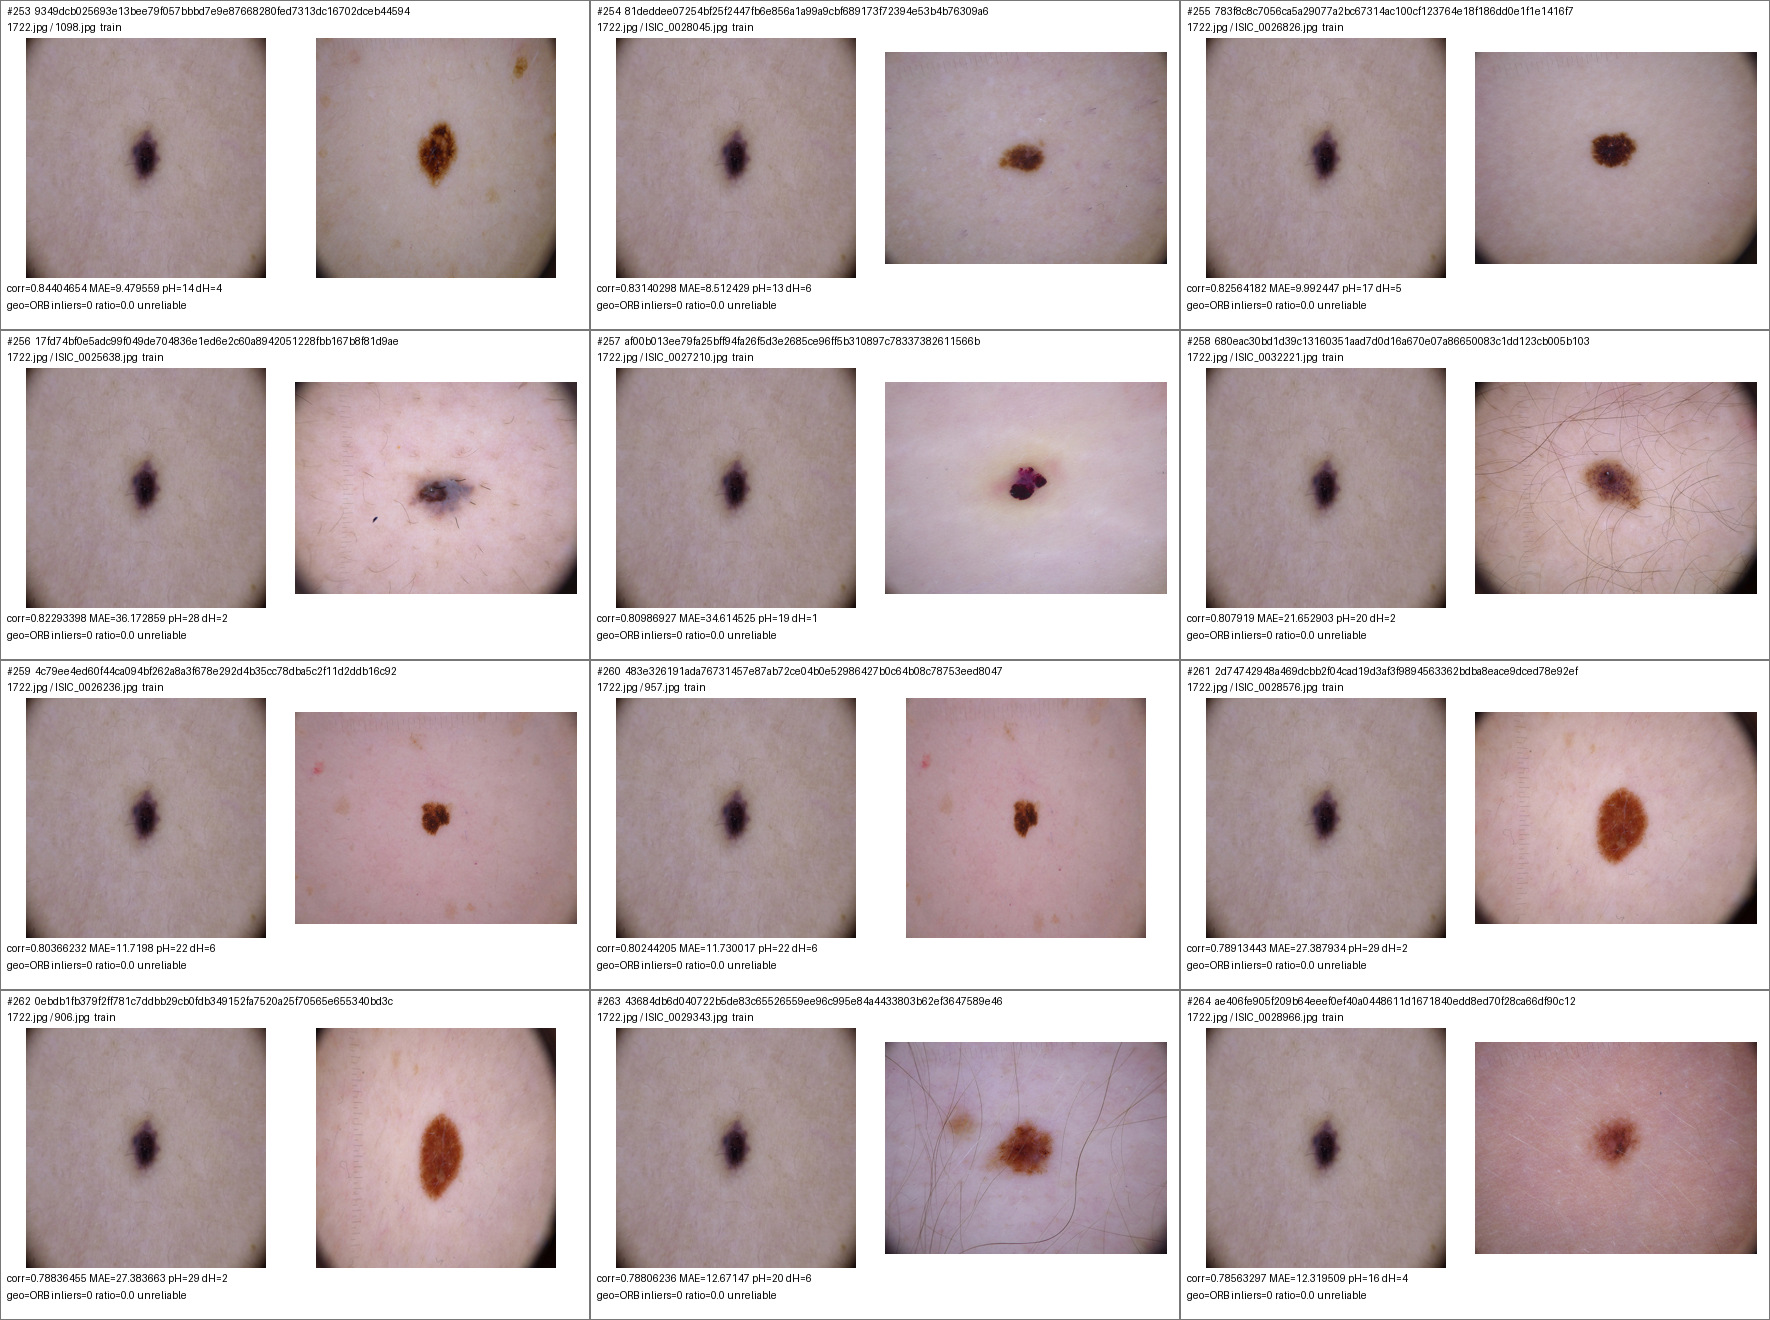 #253 9349dcb025693e13bee79f057bbbd7e9e87668280fed7313dc16702dceb44594
1722.jpg / 1098.jpg train
corr=0.84404654 MAE=9.479559 pH=14 dH=4
geo=ORB inliers=0 ratio=0.0 unreliable
#254 81deddee07254bf25f2447fb6e856a1a99a9cbf689173f72394e53b4b76309a6
1722.jpg / ISIC_0028045.jpg train
corr=0.83140298 MAE=8.512429 pH=13 dH=6
geo=ORB inliers=0 ratio=0.0 unreliable
#255 783f8c8c7056ca5a29077a2bc67314ac100cf123764e18f186dd0e1f1e1416f7
1722.jpg / ISIC_0026826.jpg train
corr=0.82564182 MAE=9.992447 pH=17 dH=5
geo=ORB inliers=0 ratio=0.0 unreliable
#256 17fd74bf0e5adc99f049de704836e1ed6e2c60a8942051228fbb167b8f81d9ae
1722.jpg / ISIC_0025638.jpg train
corr=0.82293398 MAE=36.172859 pH=28 dH=2
geo=ORB inliers=0 ratio=0.0 unreliable
#257 af00b013ee79fa25bff94fa26f5d3e2685ce96ff5b310897c78337382611566b
1722.jpg / ISIC_0027210.jpg train
corr=0.80986927 MAE=34.614525 pH=19 dH=1
geo=ORB inliers=0 ratio=0.0 unreliable
#258 680eac30bd1d39c13160351aad7d0d16a670e07a86650083c1dd123cb005b103
1722.jpg / ISIC_0032221.jpg train
corr=0.807919 MAE=21.652903 pH=20 dH=2
geo=ORB inliers=0 ratio=0.0 unreliable
#259 4c79ee4ed60f44ca094bf262a8a3f678e292d4b35cc78dba5c2f11d2ddb16c92
1722.jpg / ISIC_0026236.jpg train
corr=0.80366232 MAE=11.7198 pH=22 dH=6
geo=ORB inliers=0 ratio=0.0 unreliable
#260 483e326191ada76731457e87ab72ce04b0e52986427b0c64b08c78753eed8047
1722.jpg / 957.jpg train
corr=0.80244205 MAE=11.730017 pH=22 dH=6
geo=ORB inliers=0 ratio=0.0 unreliable
#261 2d74742948a469dcbb2f04cad19d3af3f9894563362bdba8eace9dced78e92ef
1722.jpg / ISIC_0028576.jpg train
corr=0.78913443 MAE=27.387934 pH=29 dH=2
geo=ORB inliers=0 ratio=0.0 unreliable
#262 0ebdb1fb379f2ff781c7ddbb29cb0fdb349152fa7520a25f70565e655340bd3c
1722.jpg / 906.jpg train
corr=0.78836455 MAE=27.383663 pH=29 dH=2
geo=ORB inliers=0 ratio=0.0 unreliable
#263 43684db6d040722b5de83c65526559ee96c995e84a4433803b62ef3647589e46
1722.jpg / ISIC_0029343.jpg train
corr=0.78806236 MAE=12.67147 pH=20 dH=6
geo=ORB inliers=0 ratio=0.0 unreliable
#264 ae406fe905f209b64eeef0ef40a0448611d1671840edd8ed70f28ca66df90c12
1722.jpg / ISIC_0028966.jpg train
corr=0.78563297 MAE=12.319509 pH=16 dH=4
geo=ORB inliers=0 ratio=0.0 unreliable